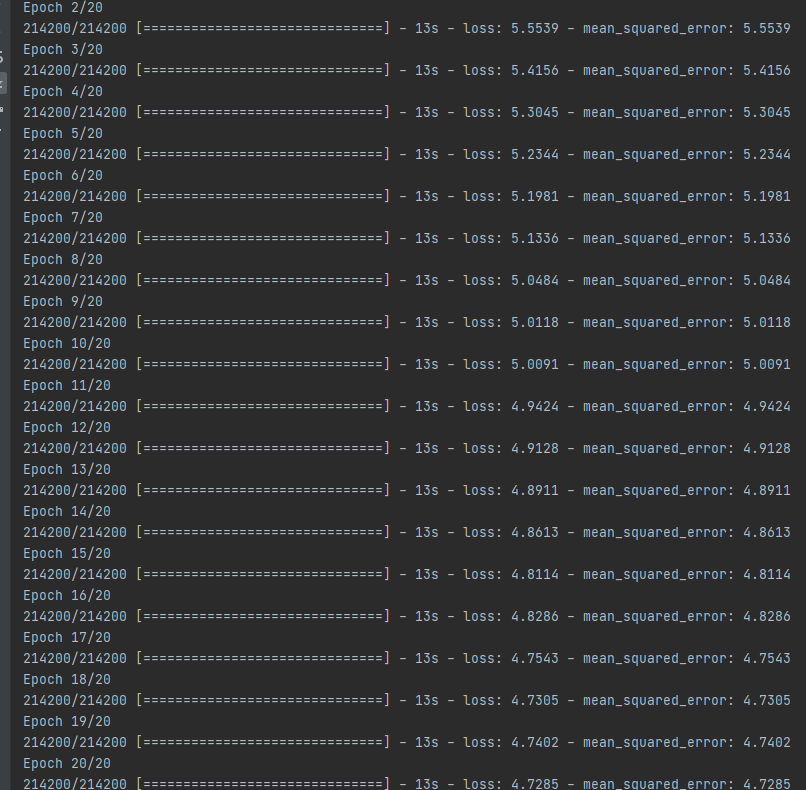 Epoch 2/20
214200/214200 [==============================] - 13s - loss: 5.5539 - mean_squared_error: 5.5539
Epoch 3/20
214200/214200 [==============================] - 13s - loss: 5.4156 - mean_squared_error: 5.4156
Epoch 4/20
214200/214200 [==============================] - 13s - loss: 5.3045 - mean_squared_error: 5.3045
Epoch 5/20
214200/214200 [==============================] - 13s - loss: 5.2344 - mean_squared_error: 5.2344
Epoch 6/20
214200/214200 [==============================] - 13s - loss: 5.1981 - mean_squared_error: 5.1981
Epoch 7/20
214200/214200 [==============================] - 13s - loss: 5.1336 - mean_squared_error: 5.1336
Epoch 8/20
214200/214200 [==============================] - 13s - loss: 5.0484 - mean_squared_error: 5.0484
Epoch 9/20
214200/214200 [==============================] - 13s - loss: 5.0118 - mean_squared_error: 5.0118
Epoch 10/20
214200/214200 [==============================] - 13s - loss: 5.0091 - mean_squared_error: 5.0091
Epoch 11/20
214200/214200 [==============================] - 13s - loss: 4.9424 - mean_squared_error: 4.9424
Epoch 12/20
214200/214200 [==============================] - 13s - loss: 4.9128 - mean_squared_error: 4.9128
Epoch 13/20
214200/214200 [==============================] - 13s - loss: 4.8911 - mean_squared_error: 4.8911
Epoch 14/20
214200/214200 [==============================] - 13s - loss: 4.8613 - mean_squared_error: 4.8613
Epoch 15/20
214200/214200 [==============================] - 13s - loss: 4.8114 - mean_squared_error: 4.8114
Epoch 16/20
214200/214200 [==============================] - 13s - loss: 4.8286 - mean_squared_error: 4.8286
Epoch 17/20
214200/214200 [==============================] - 13s - loss: 4.7543 - mean_squared_error: 4.7543
Epoch 18/20
214200/214200 [==============================] - 13s - loss: 4.7305 - mean_squared_error: 4.7305
Epoch 19/20
214200/214200 [==============================] - 13s - loss: 4.7402 - mean_squared_error: 4.7402
Epoch 20/20
214200/214200 [==============================] - 13s - loss: 4.7285 - mean_squared_error: 4.7285